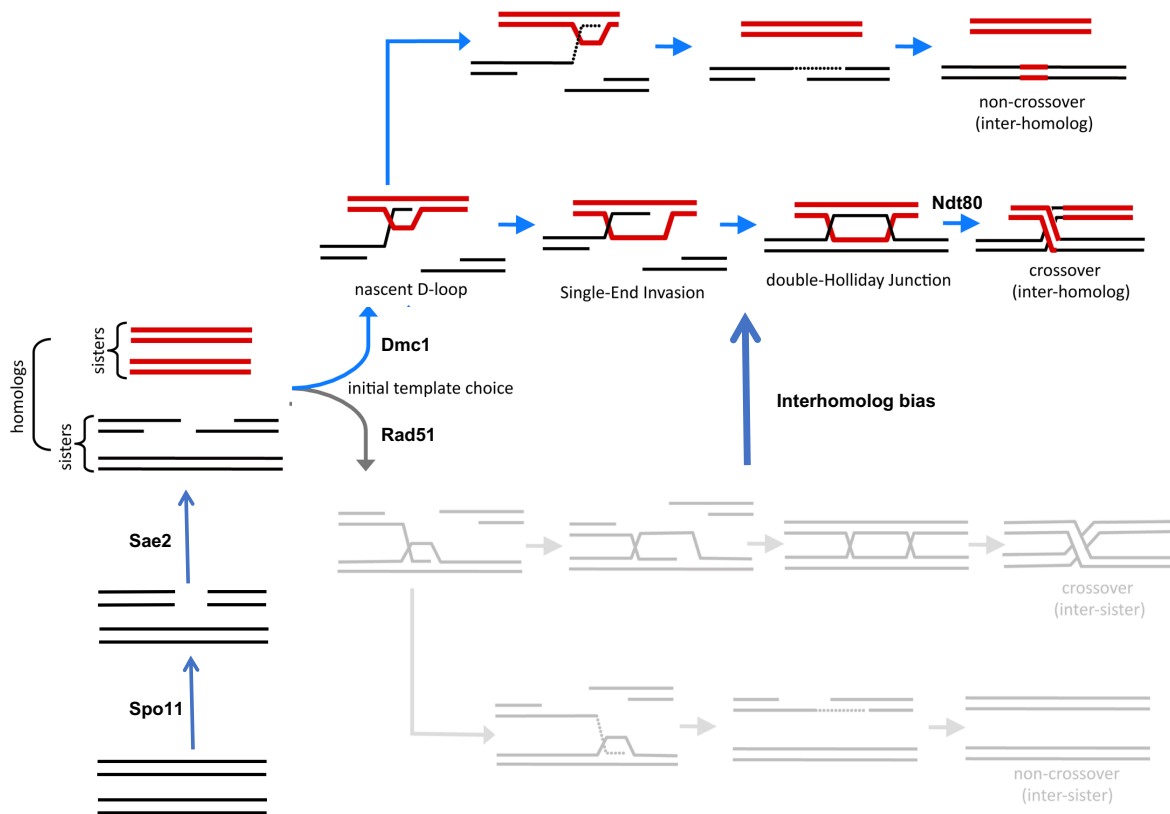 non-crossover
(inter-homolog)
Ndt80
nascent D-loop
Single-End Invasion
double-Holliday Junction
crossover
(inter-homolog)
homologs
sisters
sisters
Dmc1
initial template choice
Rad51
Interhomolog bias
Sae2
crossover
(inter-sister)
Spo11
non-crossover
(inter-sister)